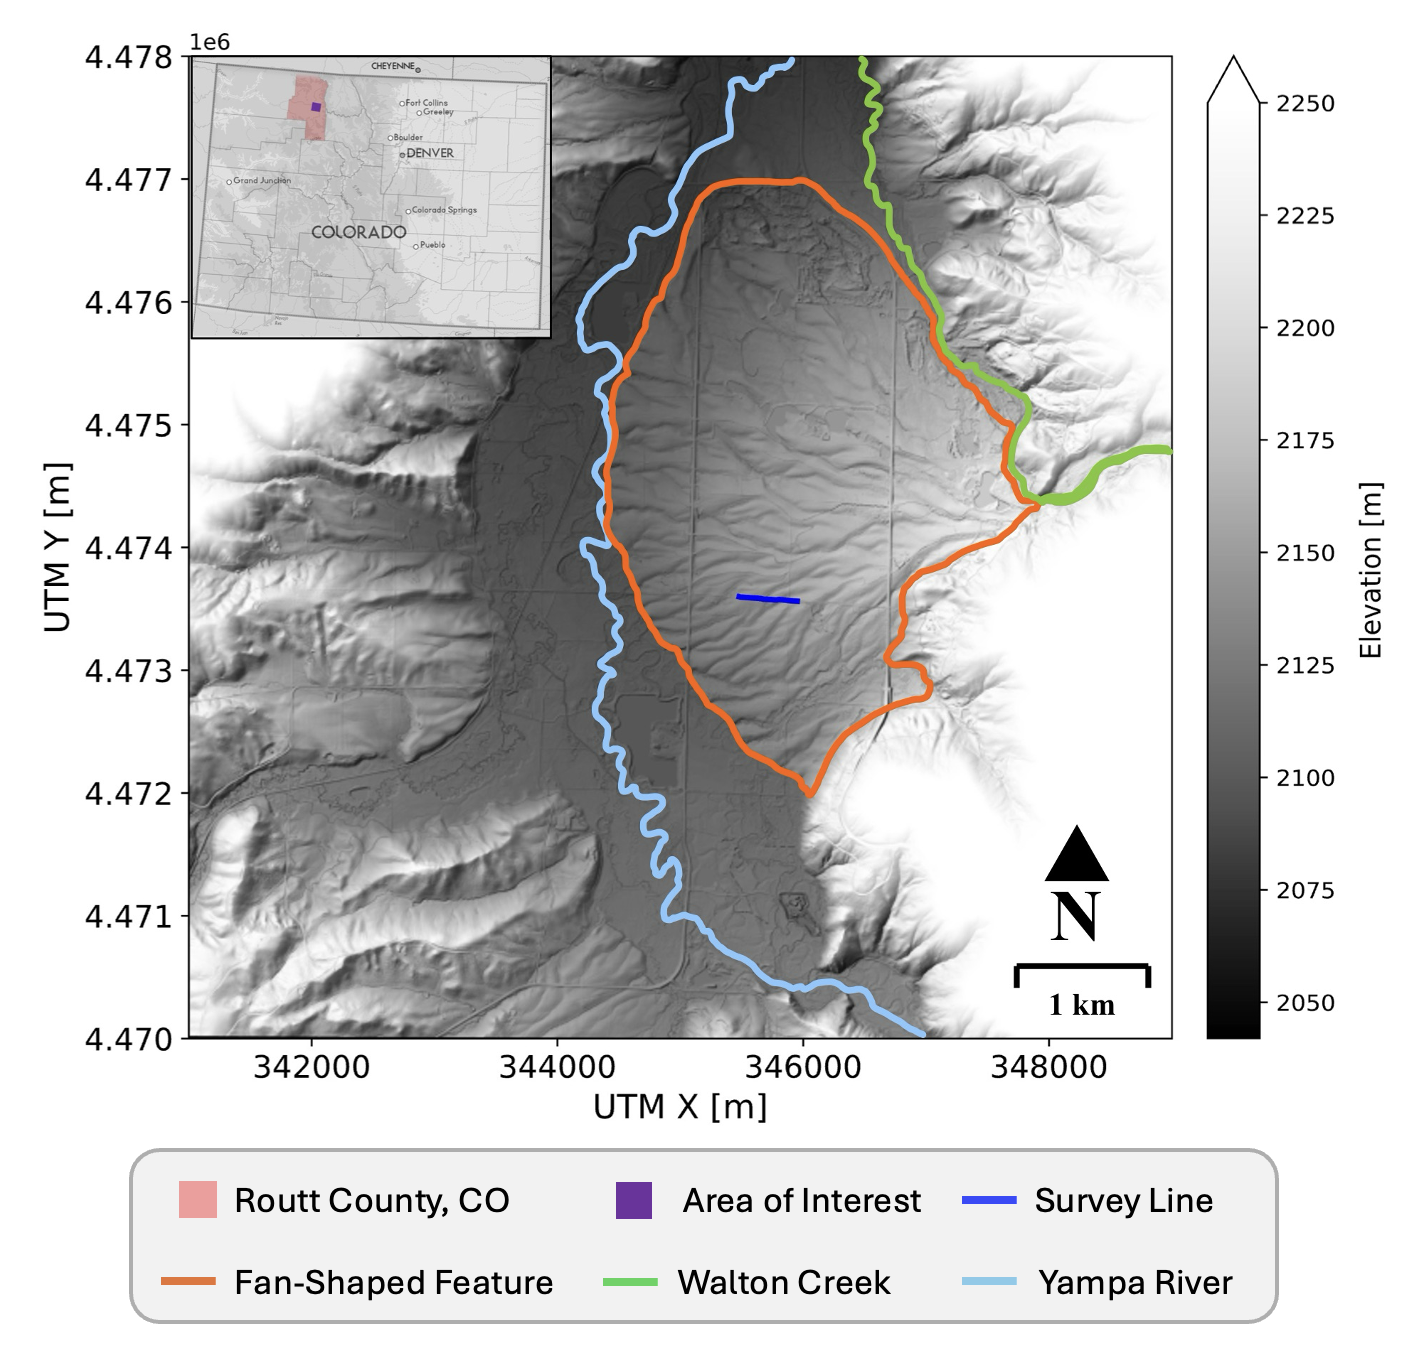 1e6
4.478
4.477
4.476
4.475
4.474
4.473
4.472
4.471
4.470
UTM Y [m]
CHEYENNE
Fort Collins
Greeley
Boulder
DENVER
Grand Junction
Colorado Springs
COLORADO
Pueblo
N
1 km
342000 344000 346000 348000
UTM X [m]
2250
2225
2200
2175
2150
2125
2100
2075
2050
Elevation [m]
Routt County, CO Area of Interest Survey Line
Fan-Shaped Feature Walton Creek Yampa River